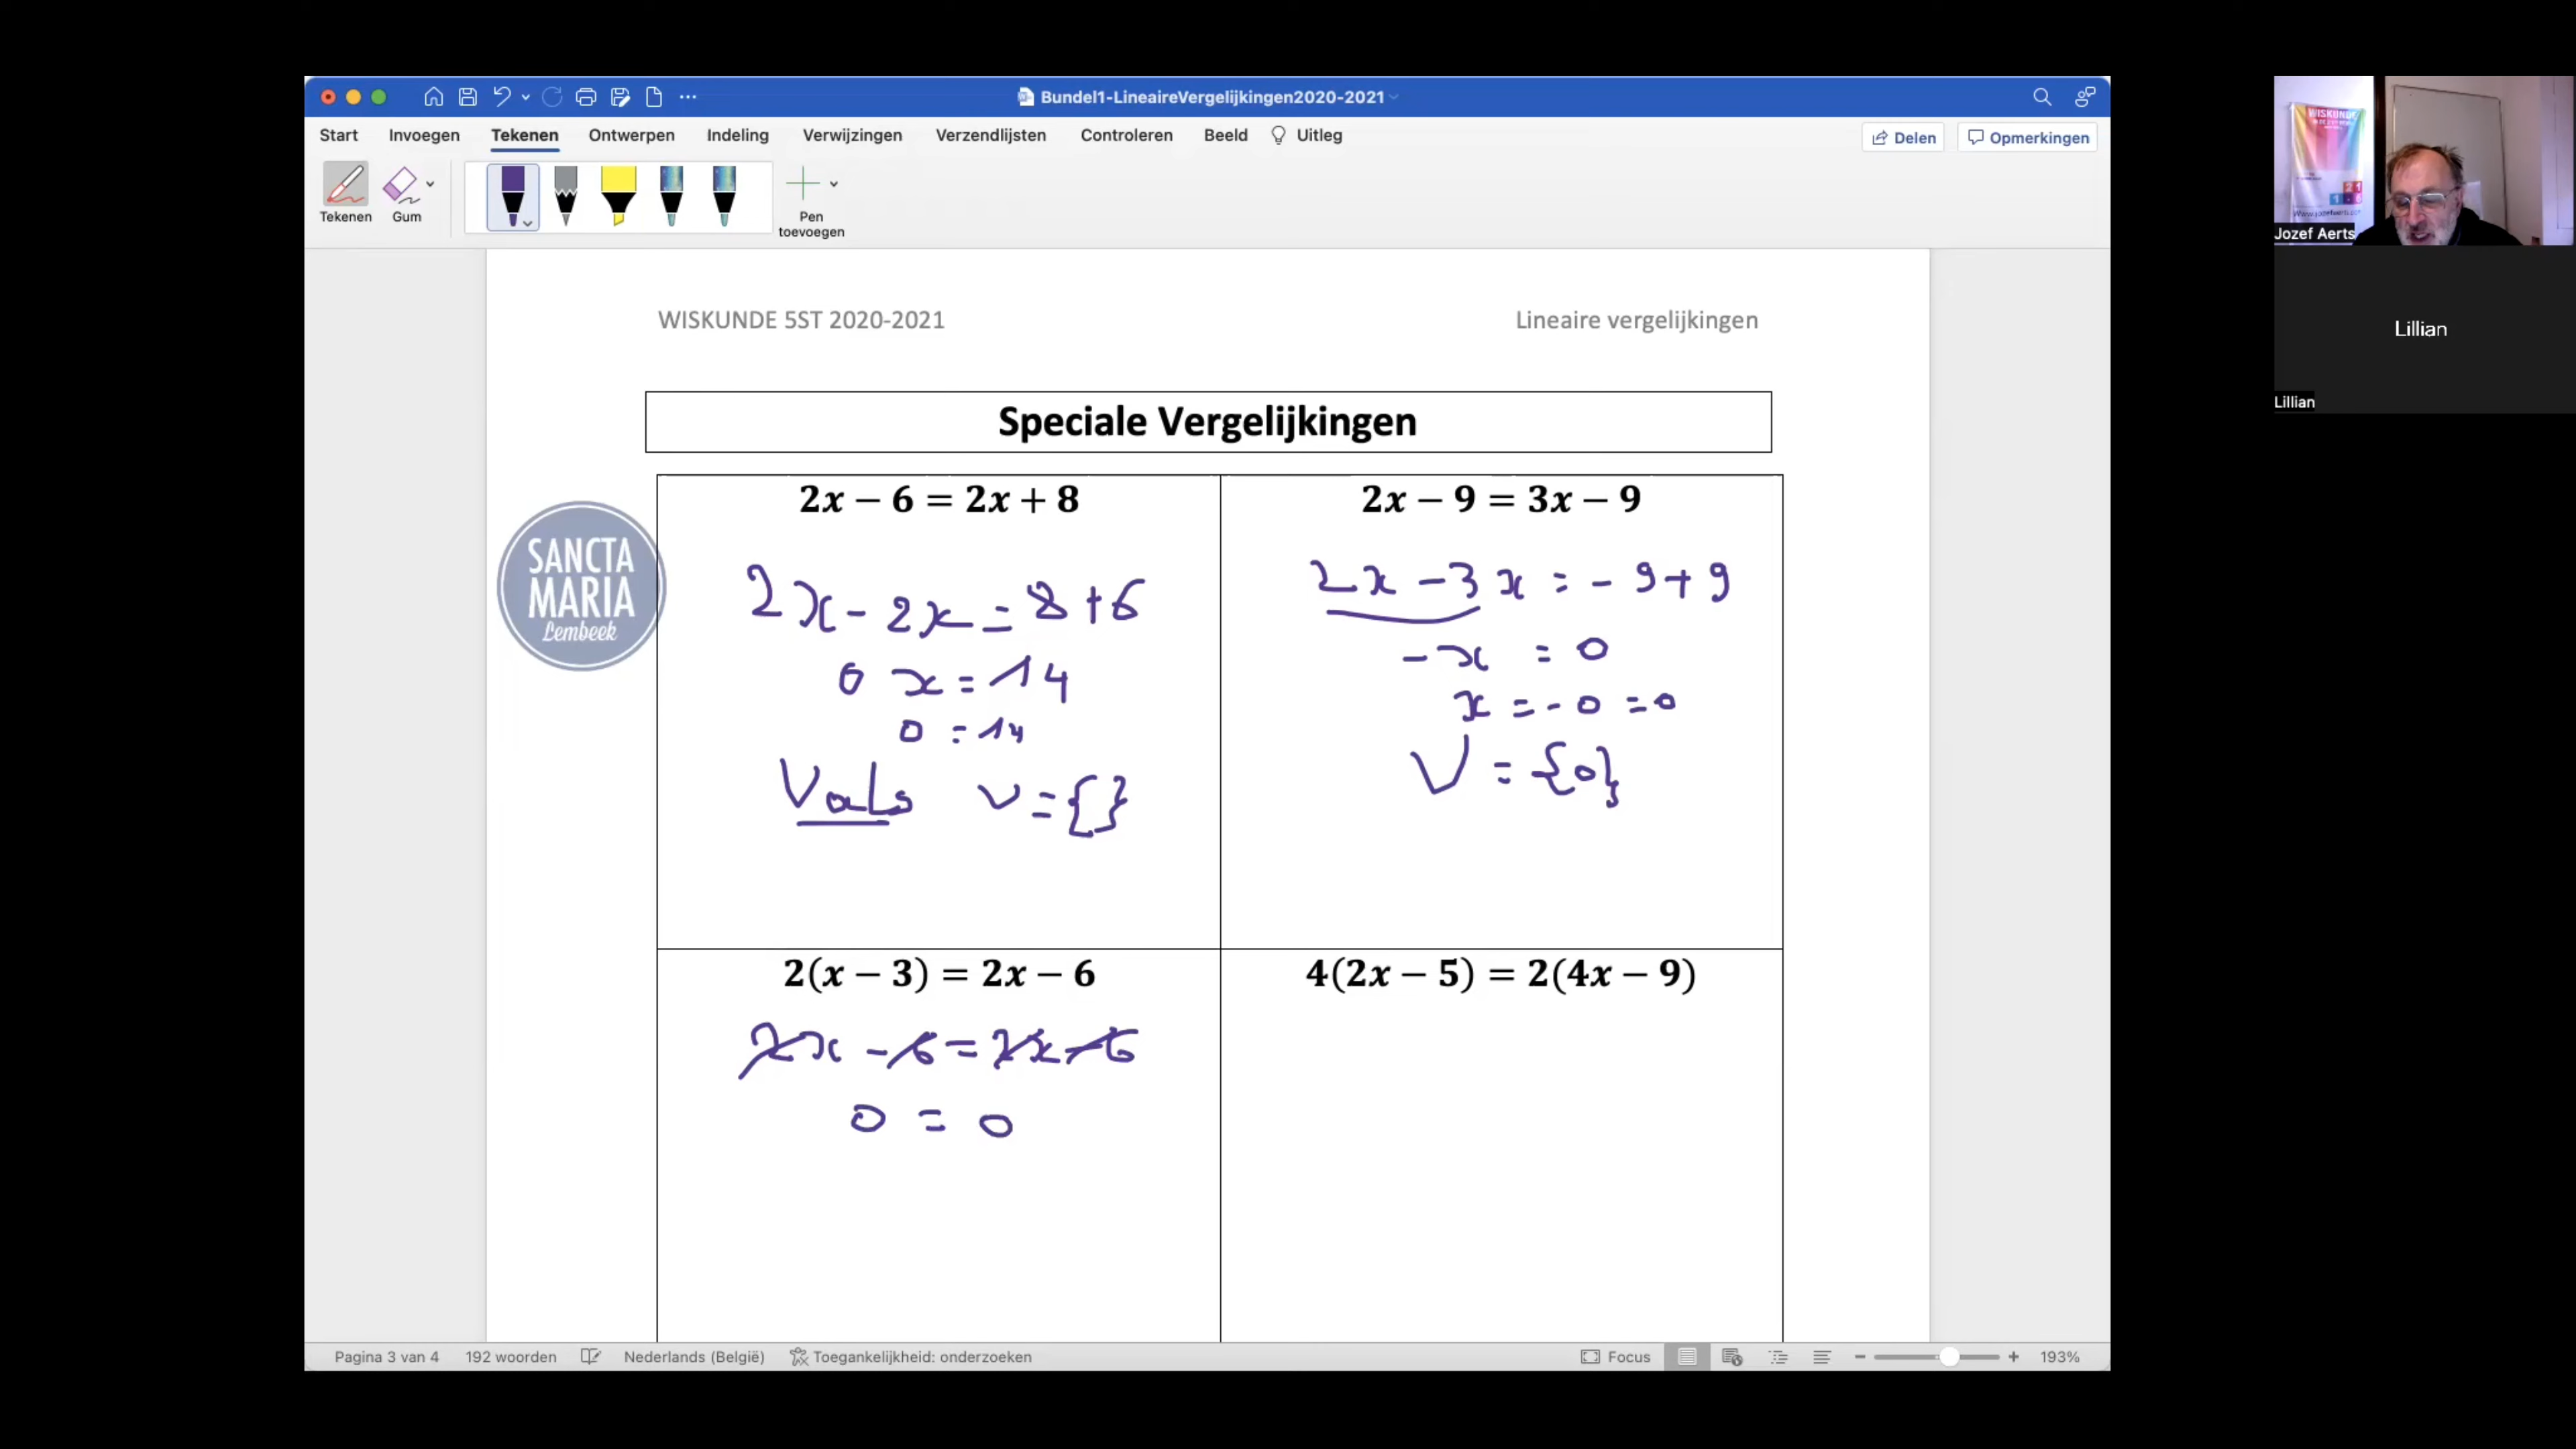 Bundel1-LineaireVergelijkingen2020-2021
Start Invoegen Tekenen Ontwerpen Indeling Verwijzingen Verzendlijsten Controleren Beeld Uitleg
Delen Opmerkingen
Tekenen Gum Pen toevoegen
WISKUNDE 5ST 2020-2021 Lineaire vergelijkingen
Speciale Vergelijkingen
SANCTA
MARIA
Lembeek
2x − 6 = 2x + 8
2x - 2x = 8+6
0 x = 14
0 = 14
Vals V = {}
2x − 9 = 3x − 9
2x - 3x = - 9 + 9
-x = 0
x = - 0 = 0
V = {0}
2(x − 3) = 2x − 6
2x - 6 = 2x - 6
0 = 0
4(2x − 5) = 2(4x − 9)
Pagina 3 van 4 192 woorden Nederlands (België) Toegankelijkheid: onderzoeken Focus − + 193%
WISKUNDE
Jozef Aerts
Lillian
Lillian